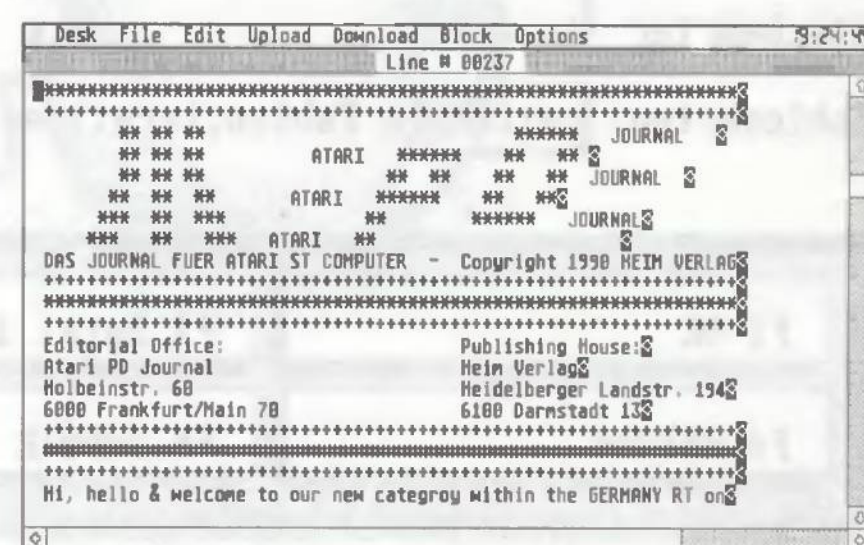 Desk File Edit Upload Download Block Options
Line # 00237
JOURNAL
ATARI
JOURNAL
ATARI
JOURNAL
ATARI
DAS JOURNAL FUER ATARI ST COMPUTER - Copyright 1990 HEIM VERLAG
Editorial Office: Publishing House:
Atari PD Journal Heim Verlag
Holbeinstr. 60 Heidelberger Landstr. 194
6000 Frankfurt/Main 70 6100 Darmstadt 13
Hi, hello & welcome to our new categroy within the GERMANY RT on